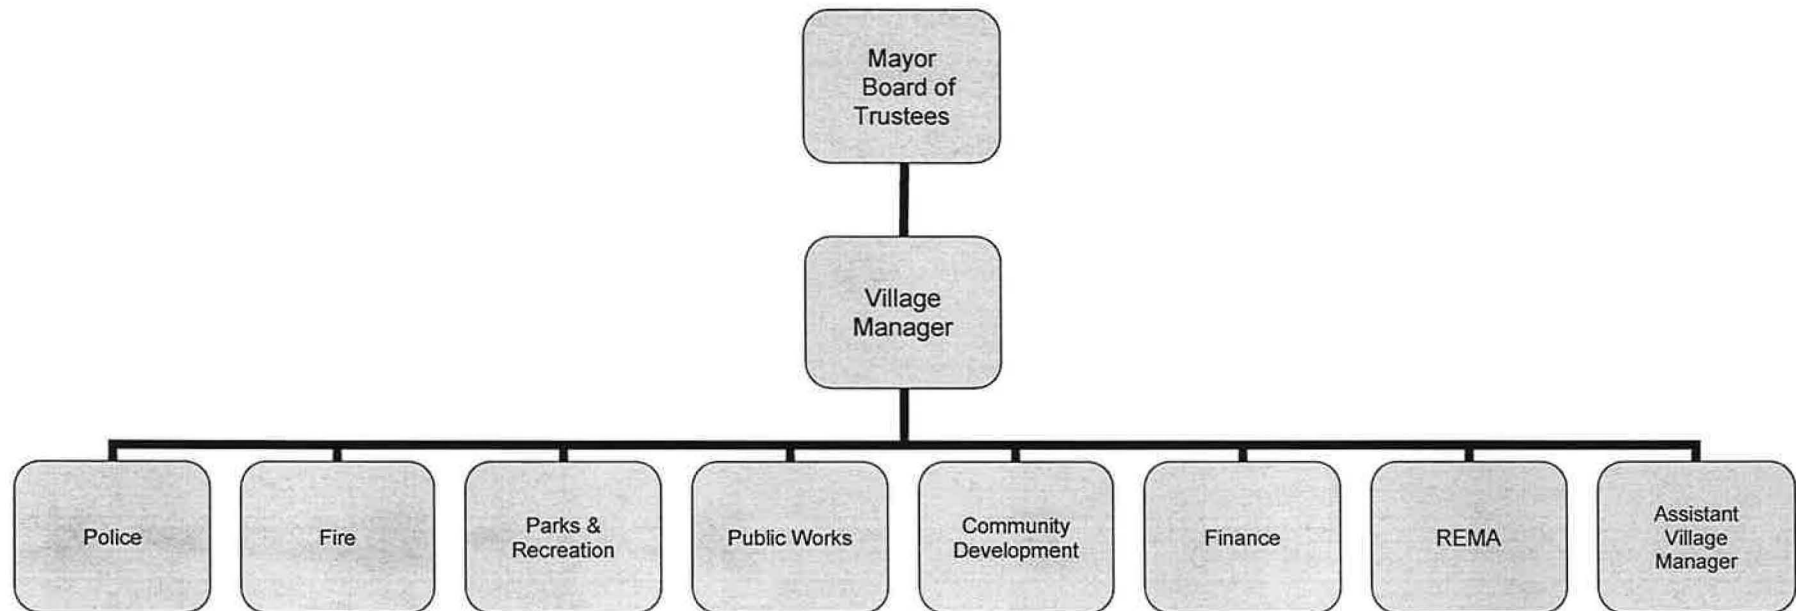 Mayor
Board of
Trustees
Village
Manager
Police
Fire
Parks &
Recreation
Public Works
Community
Development
Finance
REMA
Assistant
Village
Manager